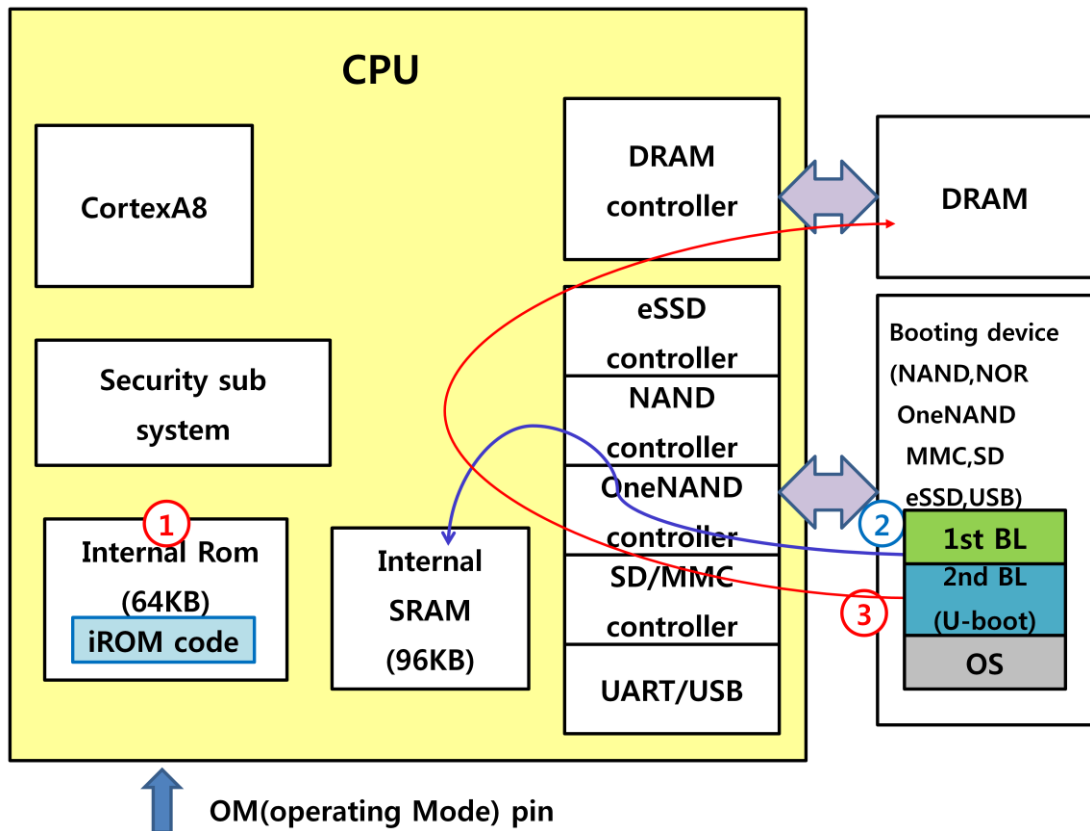 CPU
CortexA8
Security sub
system
1
Internal Rom
(64KB)
iROM code
Internal
SRAM
(96KB)
DRAM
controller
eSSD
controller
NAND
controller
OneNAND
controller
SD/MMC
controller
UART/USB
DRAM
Booting device
(NAND,NOR
OneNAND
MMC,SD
eSSD,USB)
2
1st BL
3
2nd BL
(U-boot)
OS
OM(operating Mode) pin